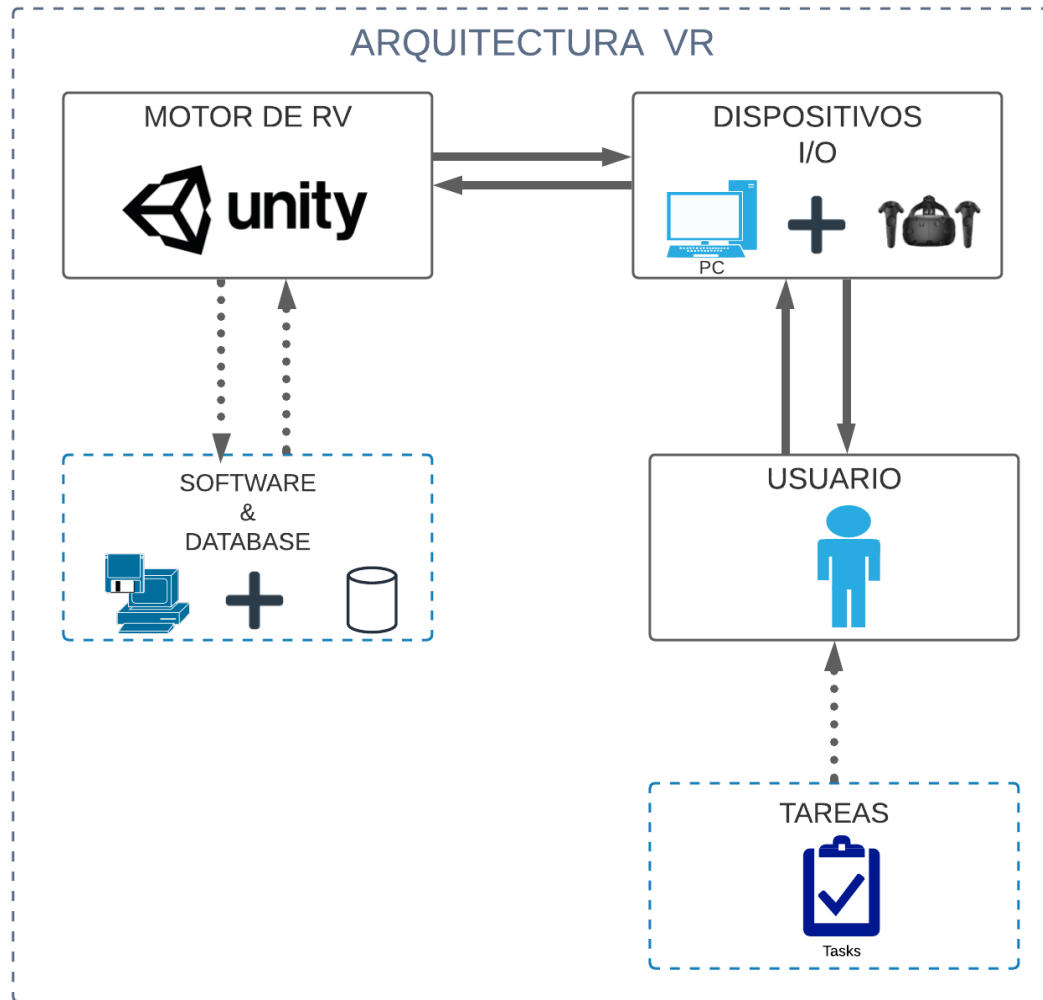 ARQUITECTURA VR
MOTOR DE RV
unity
DISPOSITIVOS
I/O
PC
SOFTWARE
&
DATABASE
USUARIO
TAREAS
Tasks